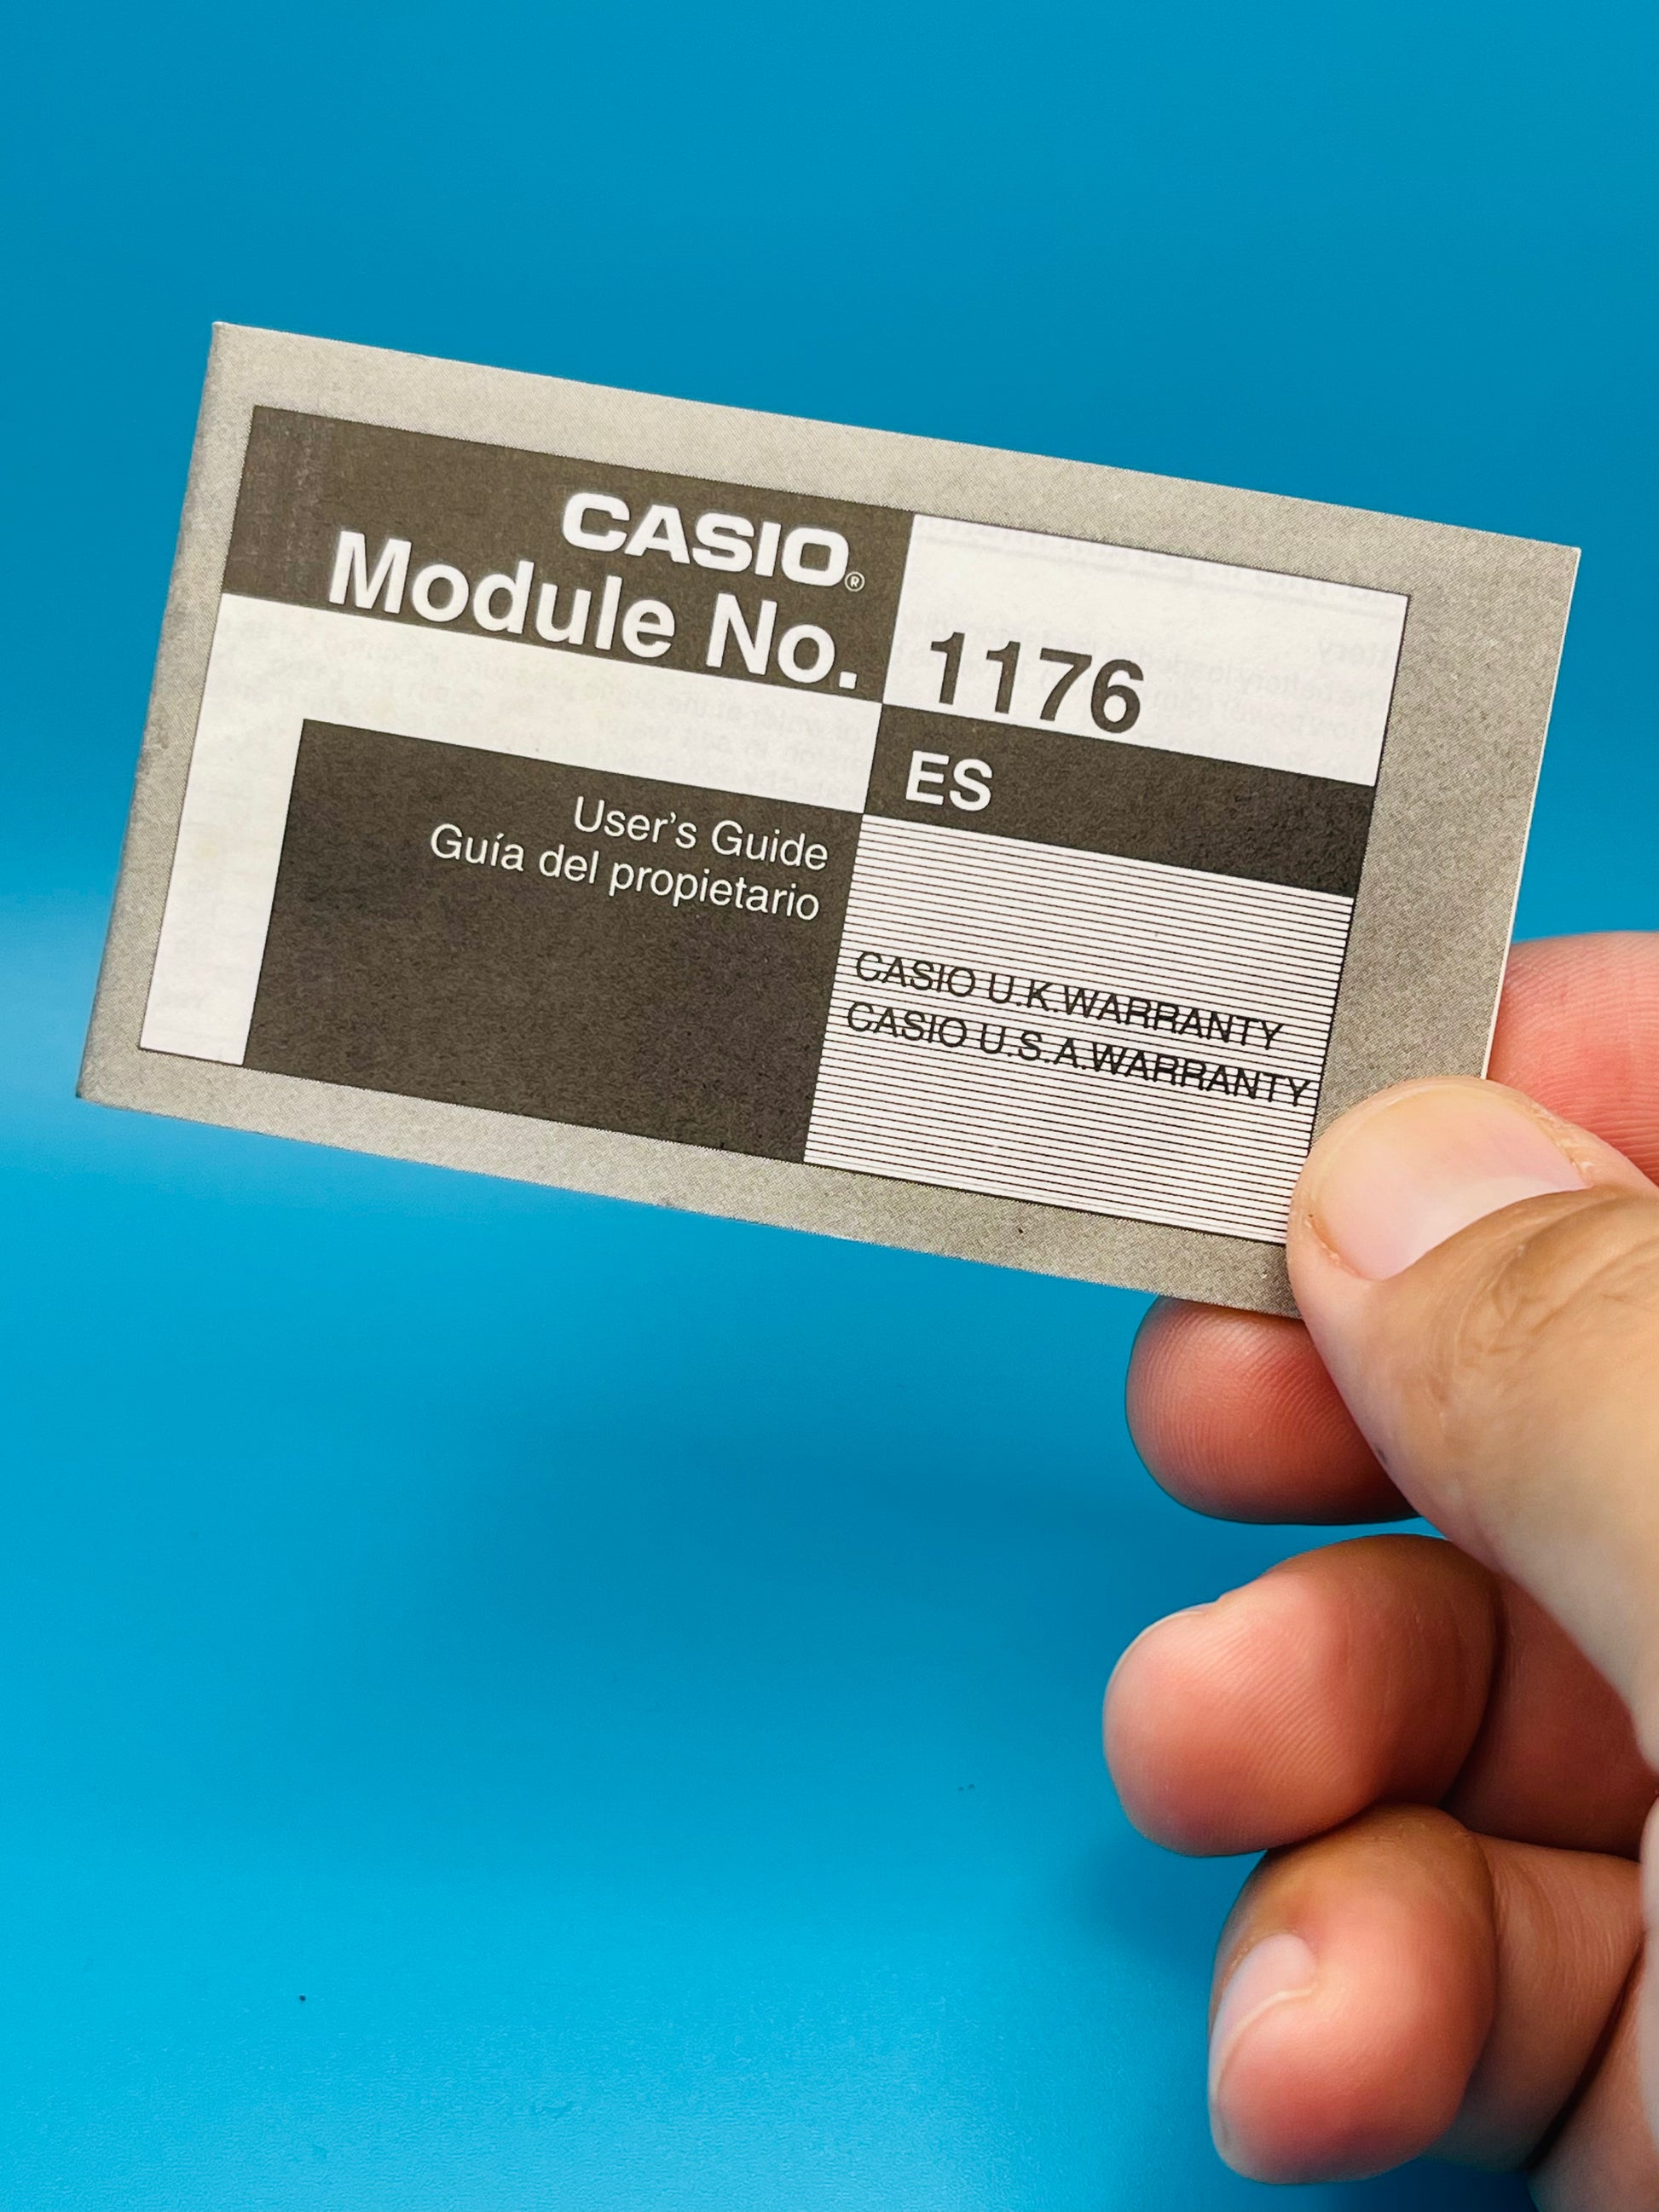 CASIO®
Module No. 1176
ES
User's Guide
Guía del propietario
CASIO U.K.WARRANTY
CASIO U.S.A.WARRANTY